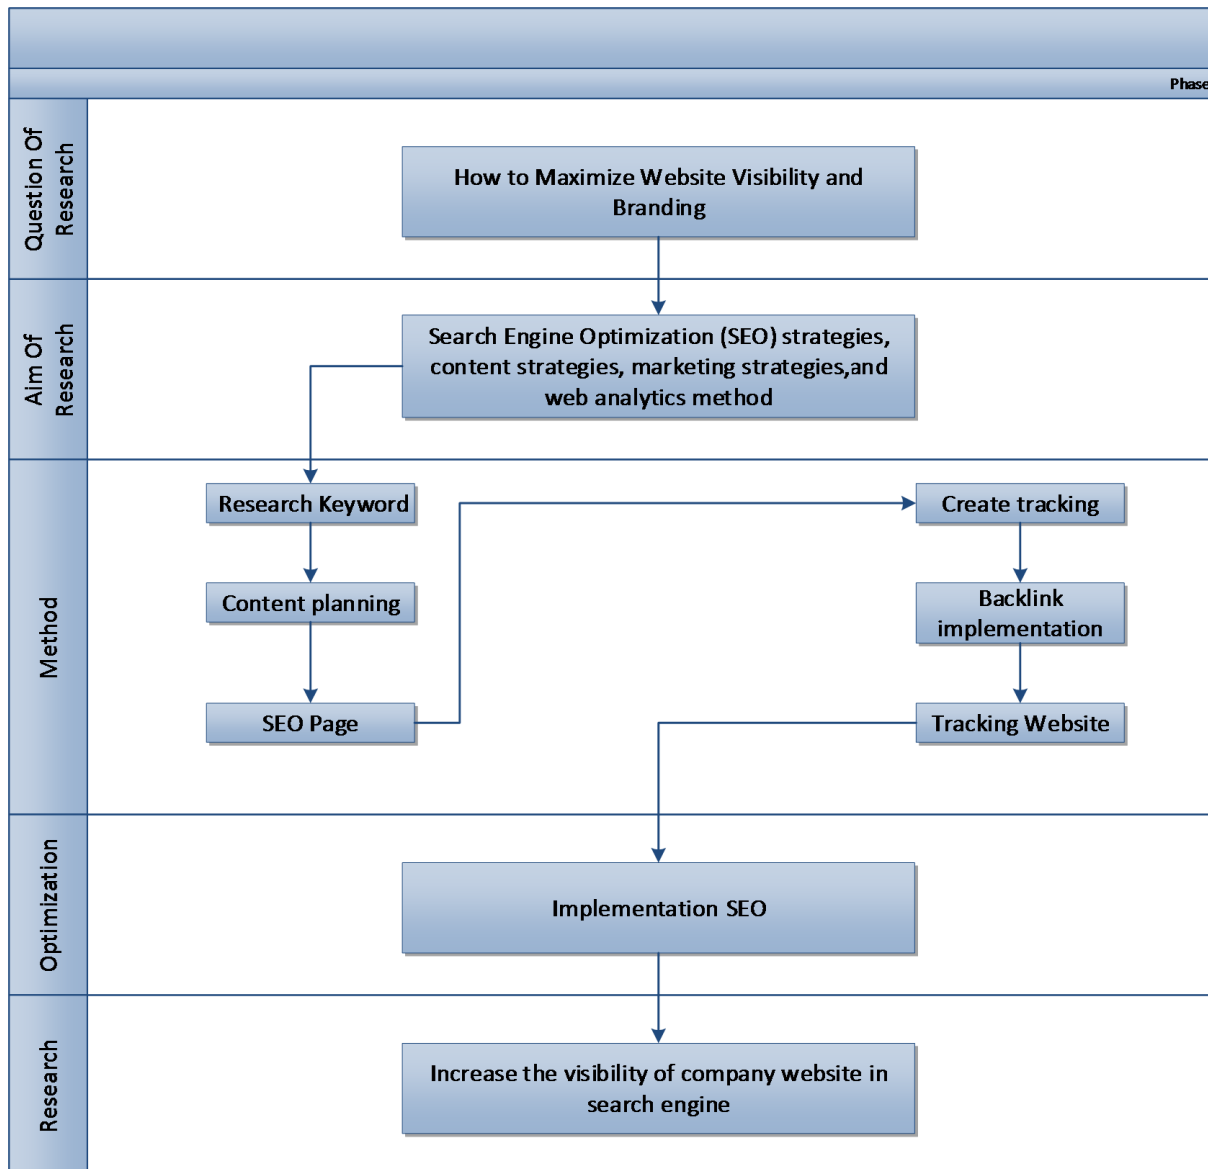 Phase
Question Of
Research
How to Maximize Website Visibility and
Branding
Aim Of
Research
Search Engine Optimization (SEO) strategies,
content strategies, marketing strategies,and
web analytics method
Method
Research Keyword
Content planning
SEO Page
Create tracking
Backlink
implementation
Tracking Website
Optimization
Implementation SEO
Research
Increase the visibility of company website in
search engine